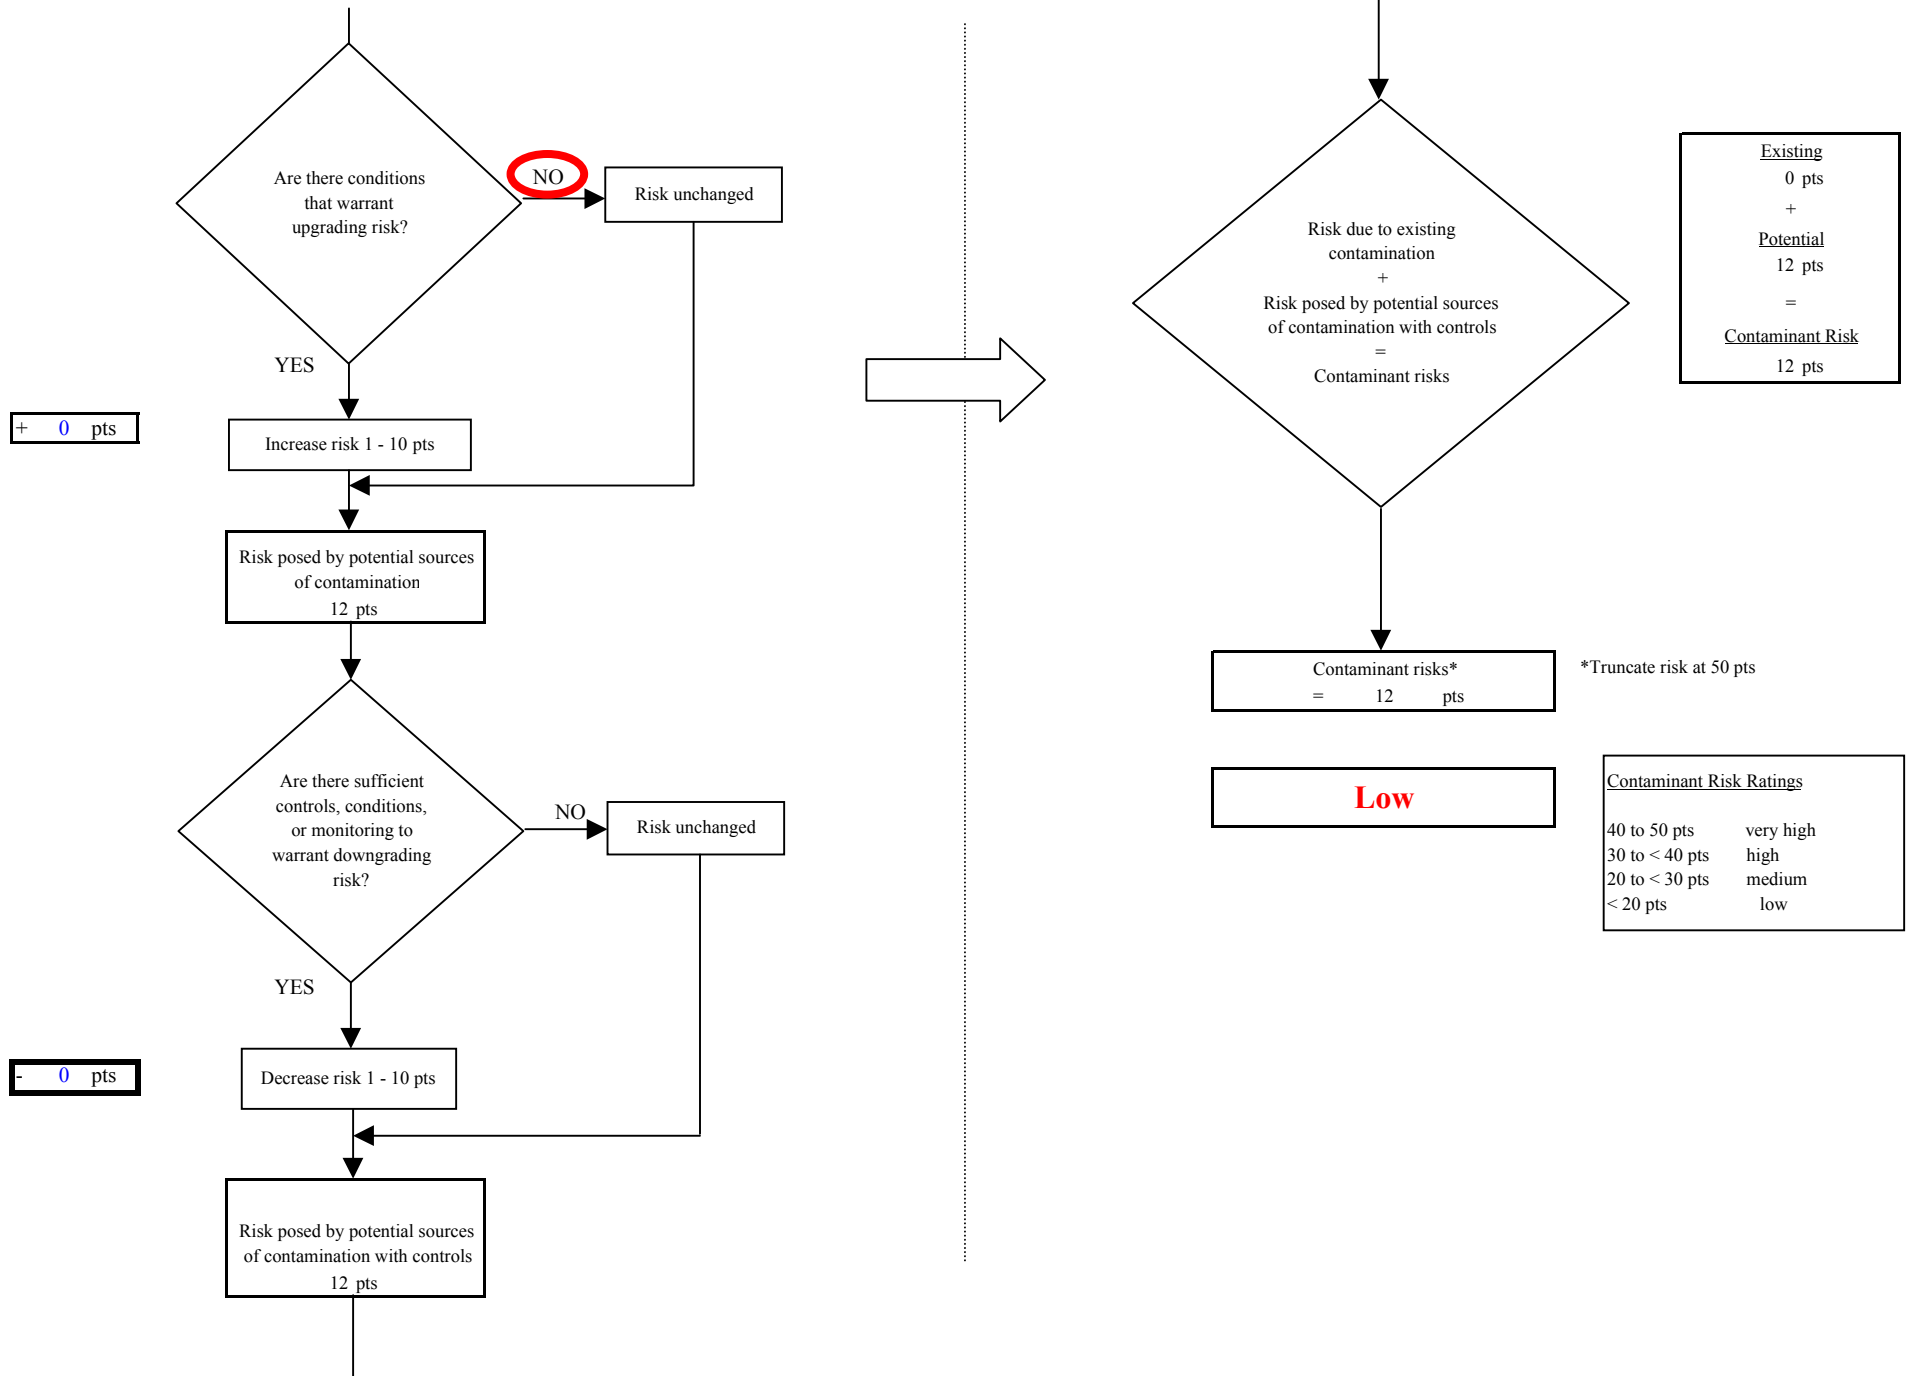 Are there conditions
that warrant
upgrading risk?
NO
Risk unchanged
YES
+ 0 pts
Increase risk 1 - 10 pts
Risk posed by potential sources
of contamination
12 pts
Are there sufficient
controls, conditions,
or monitoring to
warrant downgrading
risk?
NO
Risk unchanged
YES
- 0 pts
Decrease risk 1 - 10 pts
Risk posed by potential sources
of contamination with controls
12 pts
Risk due to existing
contamination
+
Risk posed by potential sources
of contamination with controls
=
Contaminant risks
Existing
0 pts
+
Potential
12 pts
=
Contaminant Risk
12 pts
Contaminant risks*
= 12 pts
*Truncate risk at 50 pts
Low
Contaminant Risk Ratings
40 to 50 pts very high
30 to < 40 pts high
20 to < 30 pts medium
< 20 pts low